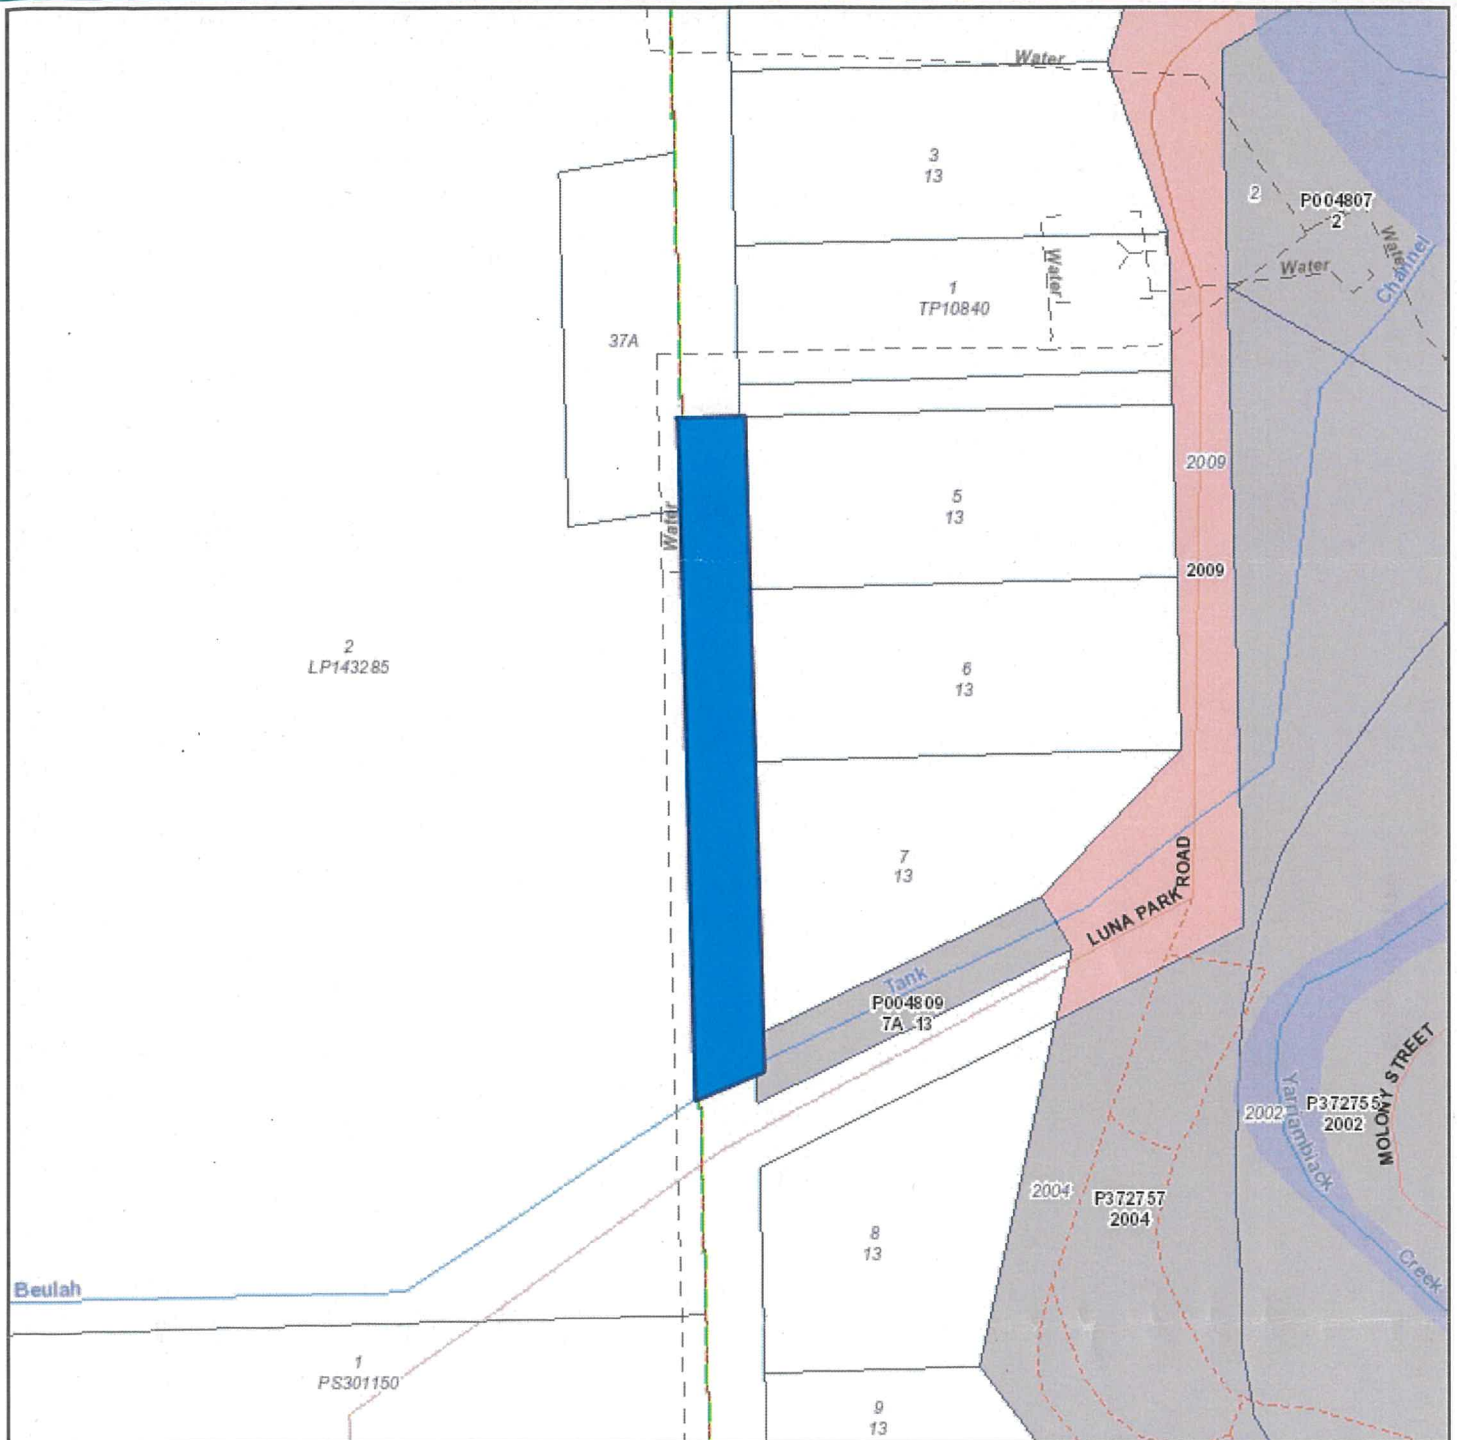 Water
3
13
2
P004807
2
Water
Water
Water
Channel
1
TP10840
37A
2009
5
13
Water
2009
2
LP143285
6
13
7
13
LUNA PARK ROAD
Tank
P004809
7A 13
MOLONY STREET
2002
P372755
2002
Yarriambiack
Creek
2004
P372757
2004
8
13
Beulah
1
PS301150
9
13